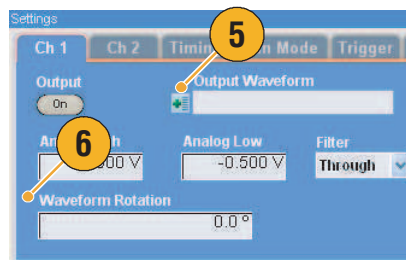 Settings
Ch 1 Ch 2 Mode Trigger
5
Output Output Waveform
On
6
Analog Low Filter
-0.500 V Through
Waveform Rotation
0.0 °